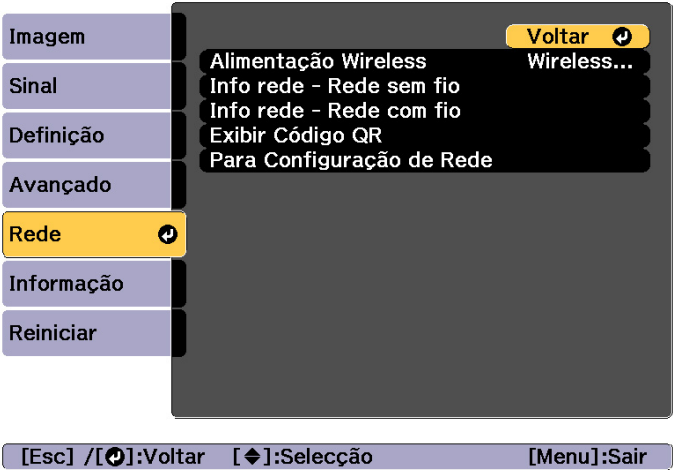 Imagem
Sinal
Definição
Avançado
Rede
Informação
Reiniciar
Voltar
Alimentação Wireless Wireless...
Info rede - Rede sem fio
Info rede - Rede com fio
Exibir Código QR
Para Configuração de Rede
[Esc] /[⏎]:Voltar [◆]:Selecção [Menu]:Sair